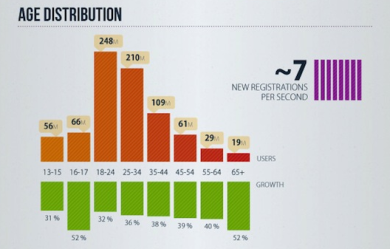 AGE DISTRIBUTION
248M
210M
109M
56M
66M
61M
29M
19M
~7
NEW REGISTRATIONS
PER SECOND
USERS
13-15 16-17 18-24 25-34 35-44 45-54 55-64 65+
GROWTH
31 % 52 % 32 % 36 % 38 % 39 % 40 % 52 %